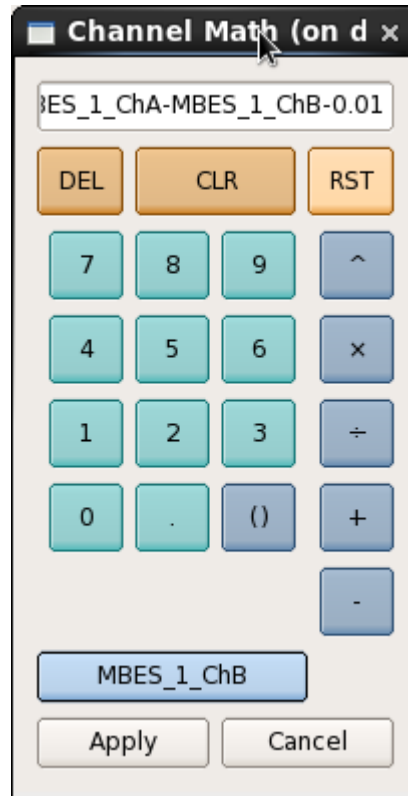 Channel Math (on d ×
BES_1_ChA-MBES_1_ChB-0.01
DEL CLR RST
7 8 9 ^
4 5 6 ×
1 2 3 ÷
0 . () +
-
MBES_1_ChB
Apply Cancel